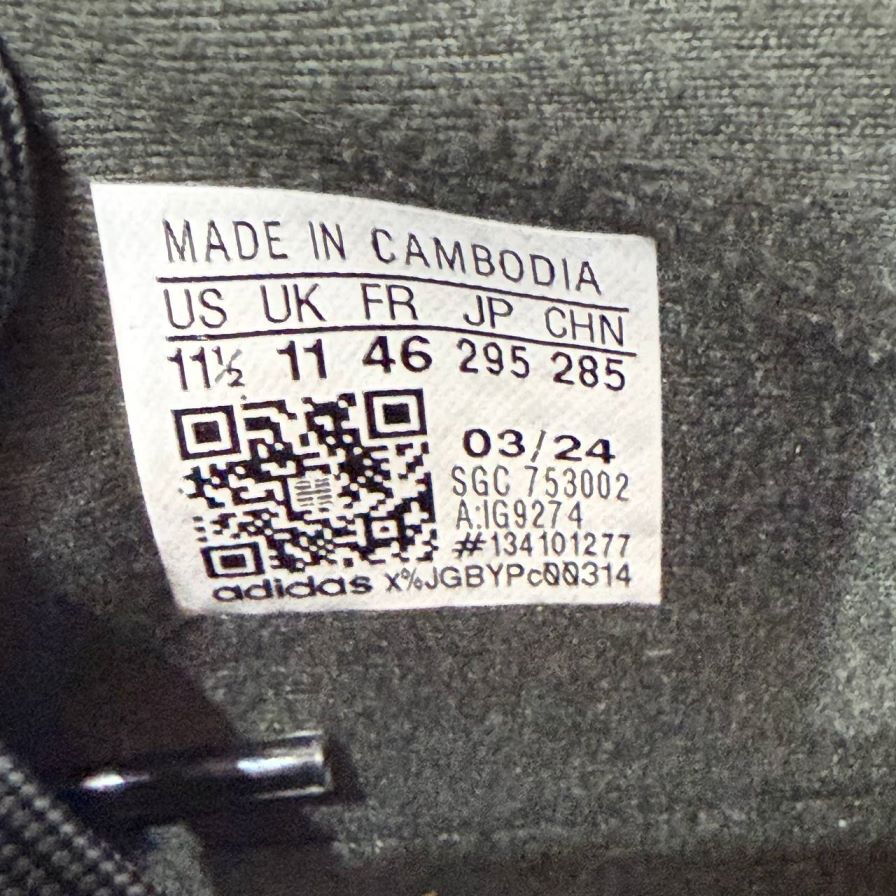 MADE IN CAMBODIA
US UK FR JP CHN
11½ 11 46 295 285
03/24
SGC 753002
A:IG9274
#134101277
adidas X%JGBYPc00314